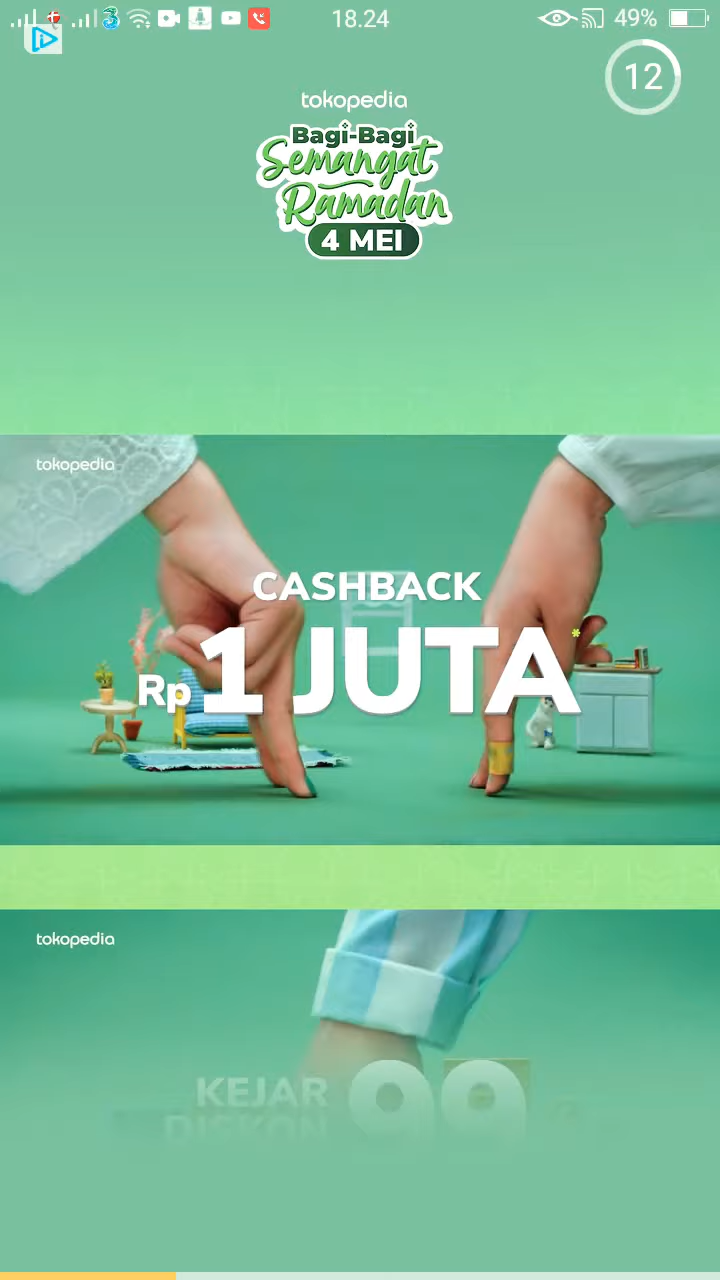 18.24
49%
12
tokopedia
Bagi-Bagi
Semangat
Ramadan
4 MEI
tokopedia
CASHBACK
Rp 1 JUTA*
tokopedia
KEJAR 99
DISKON